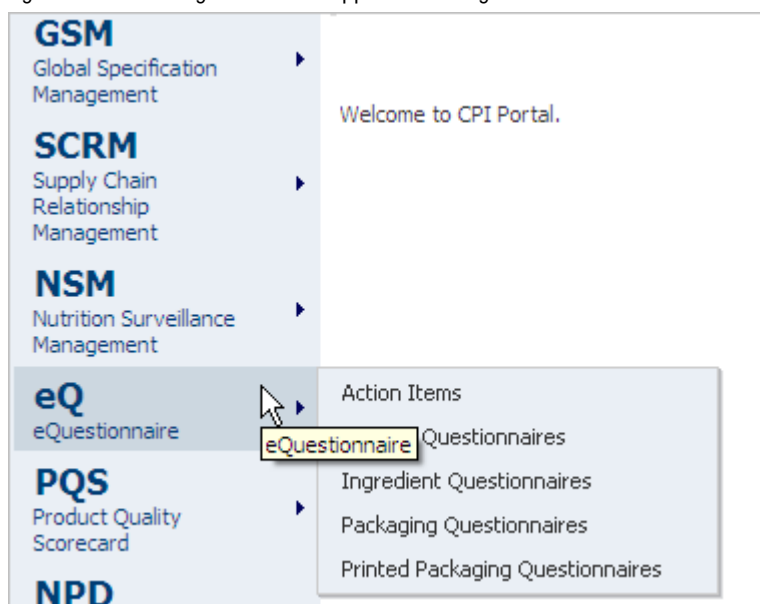 GSM
Global Specification
Management
Welcome to CPI Portal.
SCRM
Supply Chain
Relationship
Management
NSM
Nutrition Surveillance
Management
eQ
eQuestionnaire
eQuestionnaire
Action Items
Questionnaires
Ingredient Questionnaires
Packaging Questionnaires
Printed Packaging Questionnaires
PQS
Product Quality
Scorecard
NPD